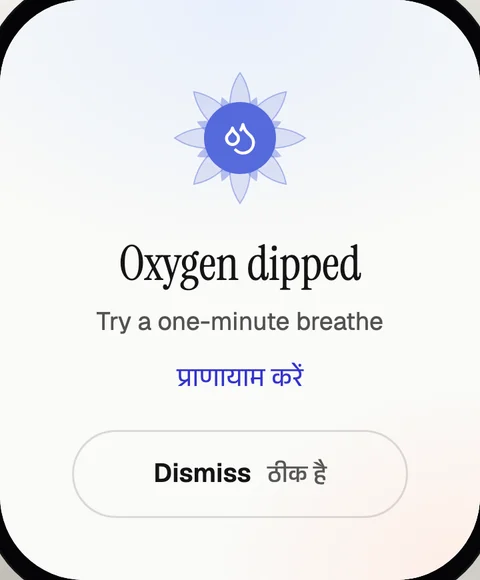 Oxygen dipped
Try a one-minute breathe
प्राणायाम करें
Dismiss ठीक है